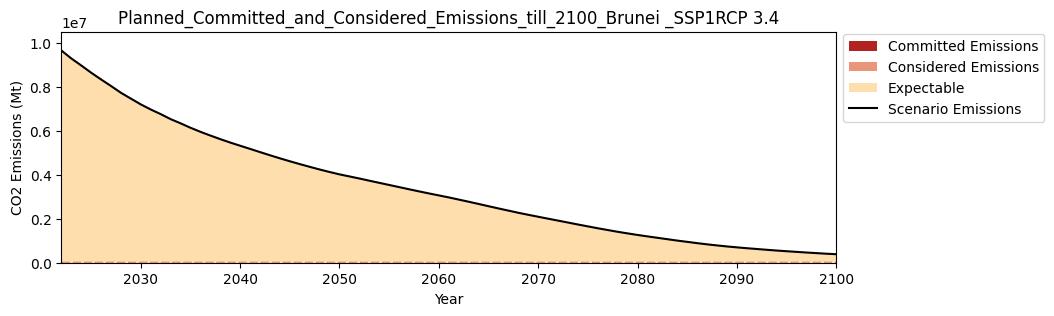 Planned_Committed_and_Considered_Emissions_till_2100_Brunei _SSP1RCP 3.4
1e7
1.0
0.8
0.6
0.4
0.2
0.0
CO2 Emissions (Mt)
2030 2040 2050 2060 2070 2080 2090 2100
Year
Committed Emissions
Considered Emissions
Expectable
Scenario Emissions